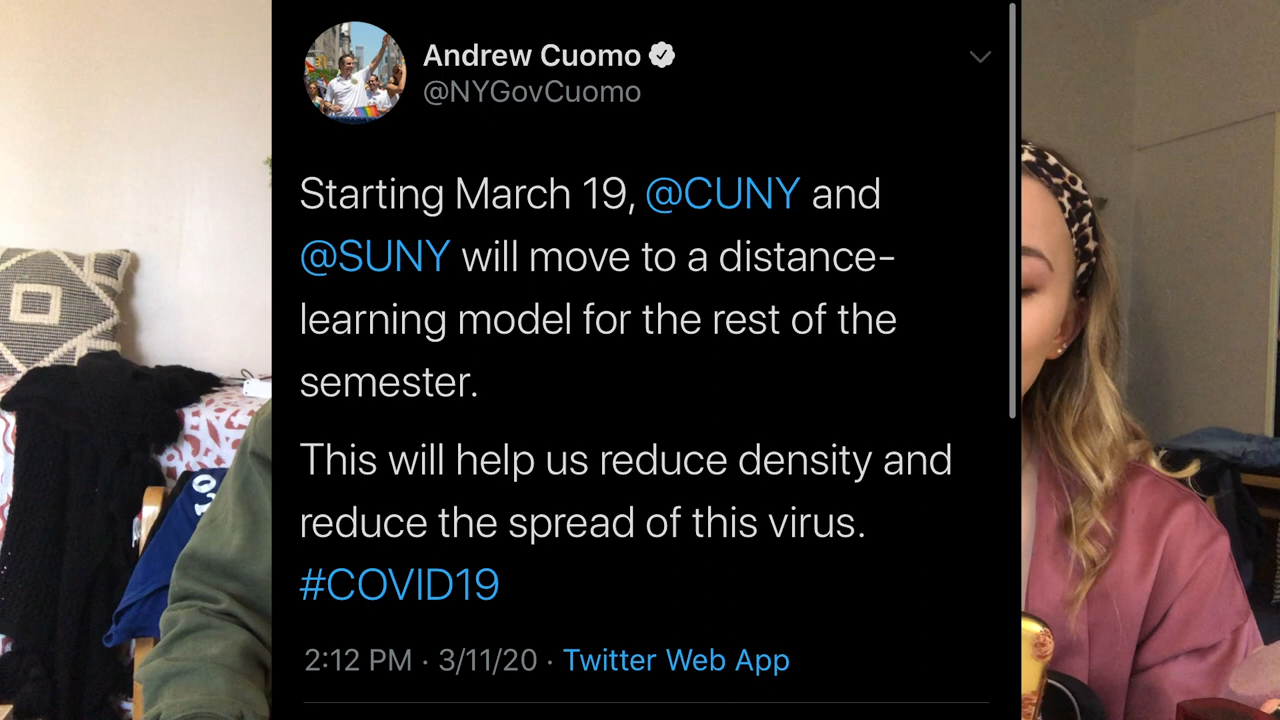 Andrew Cuomo
@NYGovCuomo
Starting March 19, @CUNY and
@SUNY will move to a distance-
learning model for the rest of the
semester.
This will help us reduce density and
reduce the spread of this virus.
#COVID19
2:12 PM · 3/11/20 · Twitter Web App